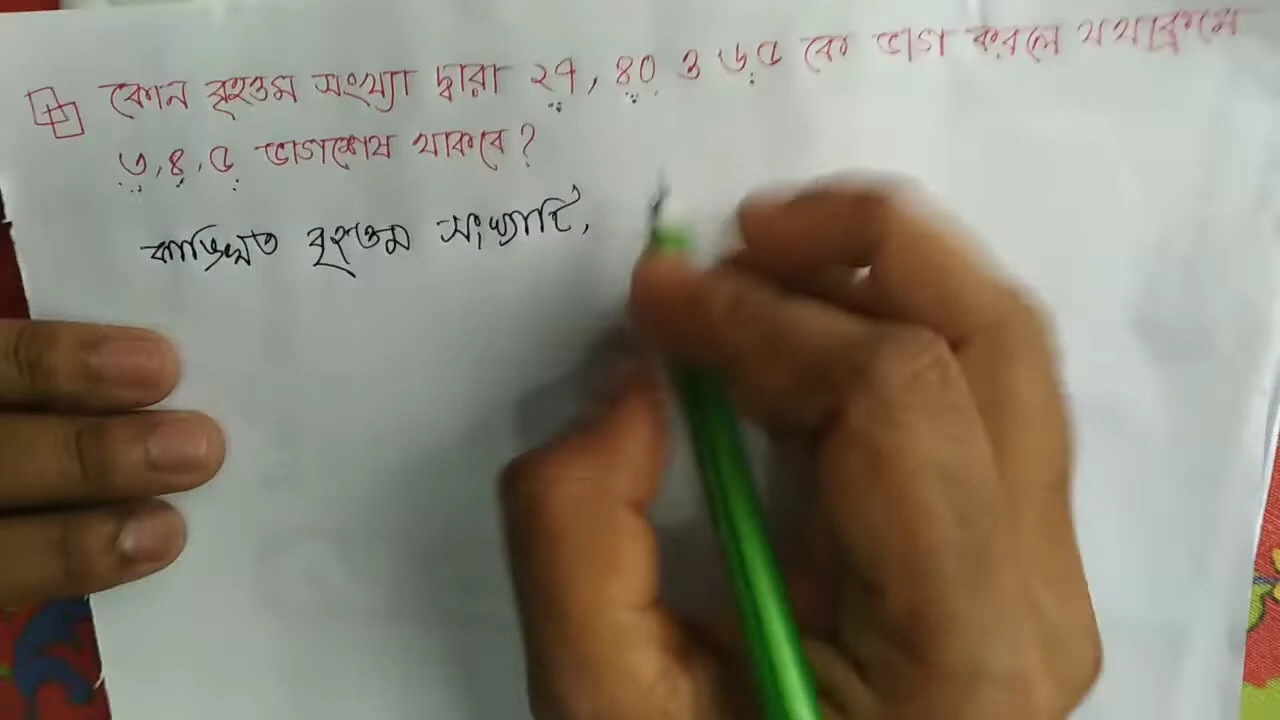 কোন বৃহত্তম সংখ্যা দ্বারা ২৭, ৪০ ও ৬৫ কে ভাগ করলে যথাক্রমে
৩, ৪, ৫ ভাগশেষ থাকবে?
কাঙ্ক্ষিত বৃহত্তম সংখ্যাটি,